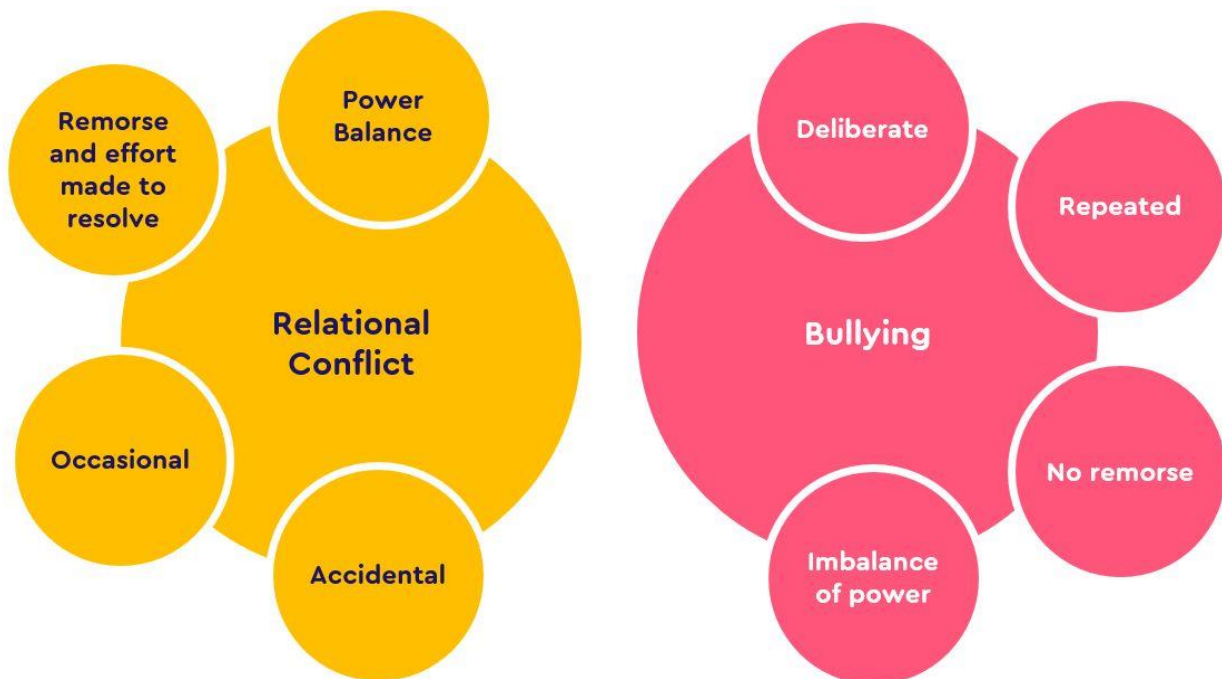 Power
Balance
Remorse
and effort
made to
resolve
Relational
Conflict
Occasional
Accidental
Deliberate
Repeated
Bullying
No remorse
Imbalance
of power